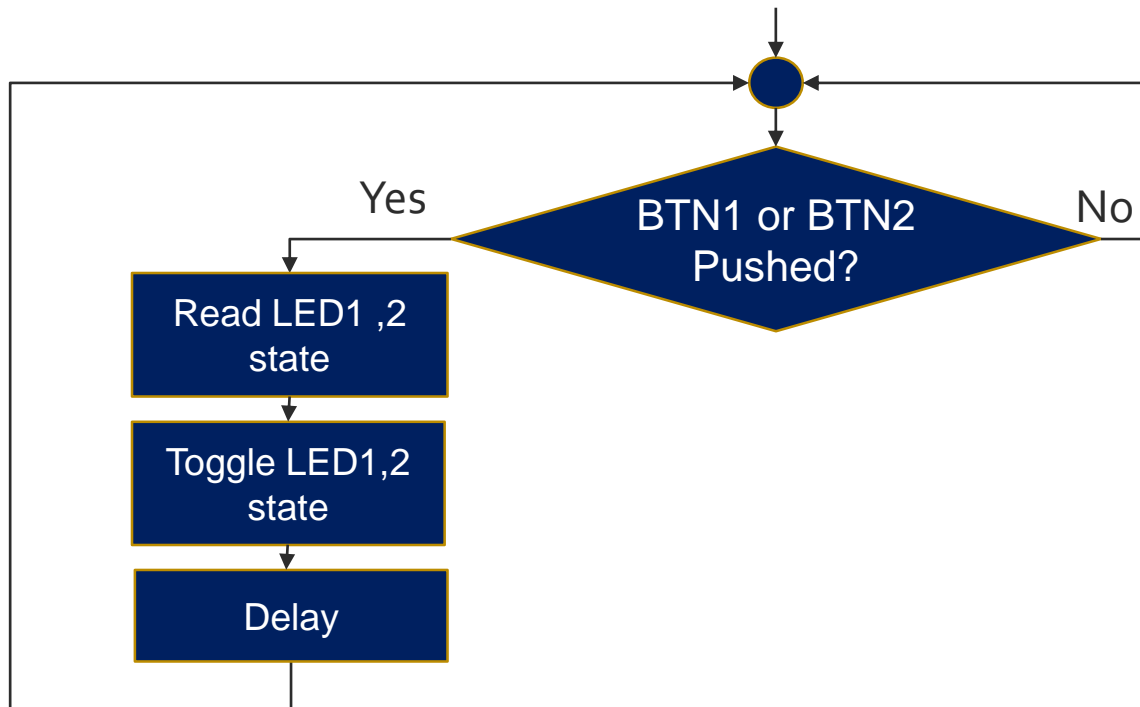 Yes
BTN1 or BTN2
Pushed?
No
Read LED1 ,2
state
Toggle LED1,2
state
Delay